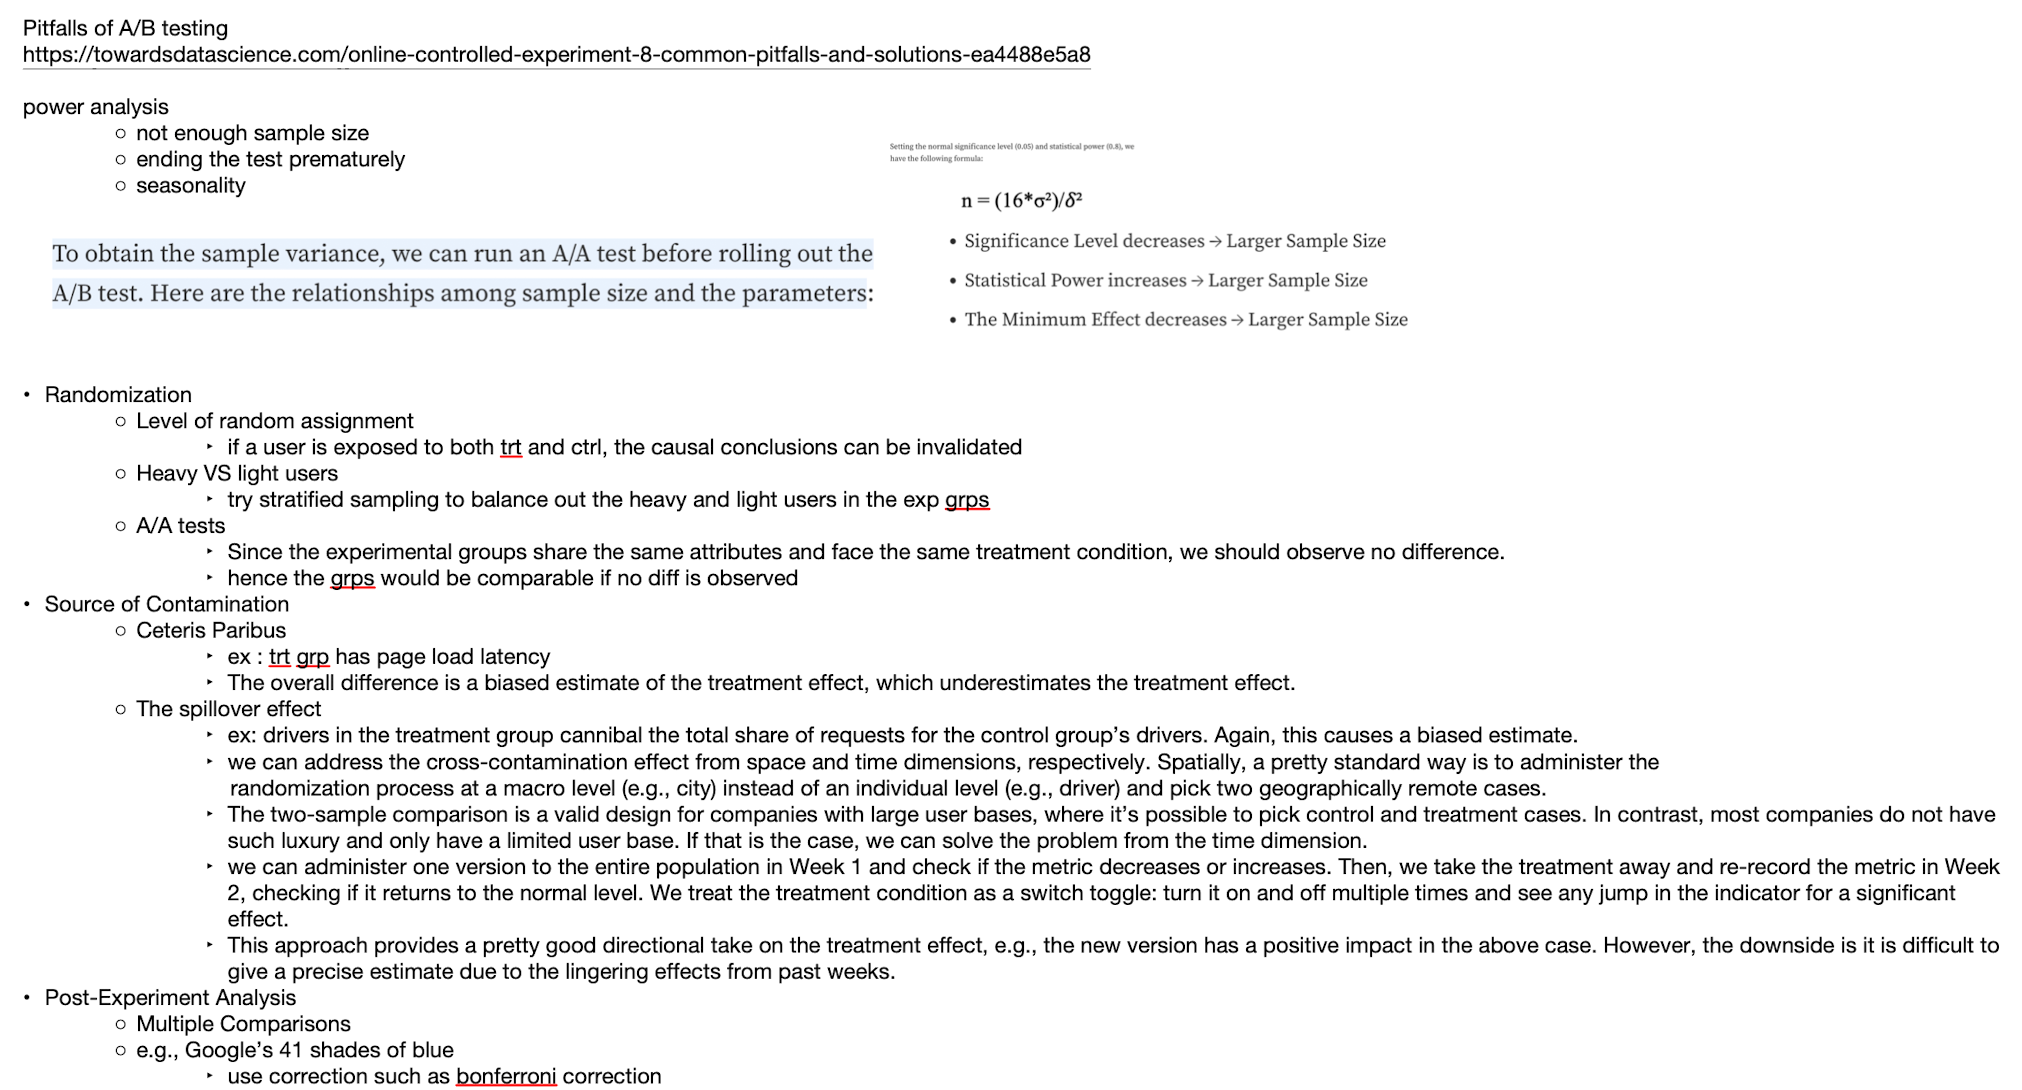 Pitfalls of A/B testing
https://towardsdatascience.com/online-controlled-experiment-8-common-pitfalls-and-solutions-ea4488e5a8
power analysis
○ not enough sample size
○ ending the test prematurely
○ seasonality
To obtain the sample variance, we can run an A/A test before rolling out the
A/B test. Here are the relationships among sample size and the parameters:
Setting the normal significance level (0.05) and statistical power (0.8), we
have the following formula:
n = (16*σ²)/δ²
• Significance Level decreases → Larger Sample Size
• Statistical Power increases → Larger Sample Size
• The Minimum Effect decreases → Larger Sample Size
• Randomization
○ Level of random assignment
‣ if a user is exposed to both trt and ctrl, the causal conclusions can be invalidated
○ Heavy VS light users
‣ try stratified sampling to balance out the heavy and light users in the exp grps
○ A/A tests
‣ Since the experimental groups share the same attributes and face the same treatment condition, we should observe no difference.
‣ hence the grps would be comparable if no diff is observed
• Source of Contamination
○ Ceteris Paribus
‣ ex : trt grp has page load latency
‣ The overall difference is a biased estimate of the treatment effect, which underestimates the treatment effect.
○ The spillover effect
‣ ex: drivers in the treatment group cannibal the total share of requests for the control group’s drivers. Again, this causes a biased estimate.
‣ we can address the cross-contamination effect from space and time dimensions, respectively. Spatially, a pretty standard way is to administer the
randomization process at a macro level (e.g., city) instead of an individual level (e.g., driver) and pick two geographically remote cases.
‣ The two-sample comparison is a valid design for companies with large user bases, where it’s possible to pick control and treatment cases. In contrast, most companies do not have
such luxury and only have a limited user base. If that is the case, we can solve the problem from the time dimension.
‣ we can administer one version to the entire population in Week 1 and check if the metric decreases or increases. Then, we take the treatment away and re-record the metric in Week
2, checking if it returns to the normal level. We treat the treatment condition as a switch toggle: turn it on and off multiple times and see any jump in the indicator for a significant
effect.
‣ This approach provides a pretty good directional take on the treatment effect, e.g., the new version has a positive impact in the above case. However, the downside is it is difficult to
give a precise estimate due to the lingering effects from past weeks.
• Post-Experiment Analysis
○ Multiple Comparisons
○ e.g., Google’s 41 shades of blue
‣ use correction such as bonferroni correction